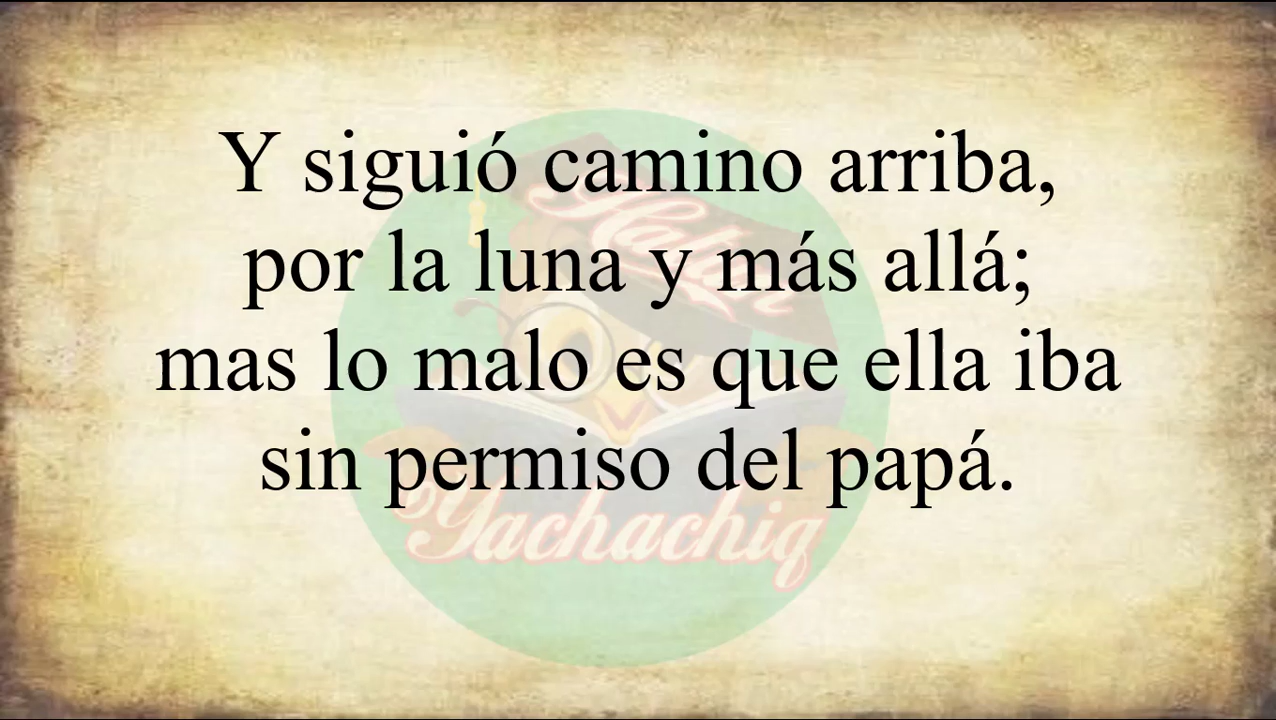 Y siguió camino arriba,
por la luna y más allá;
mas lo malo es que ella iba
sin permiso del papá.
Hatun
Yachachiq